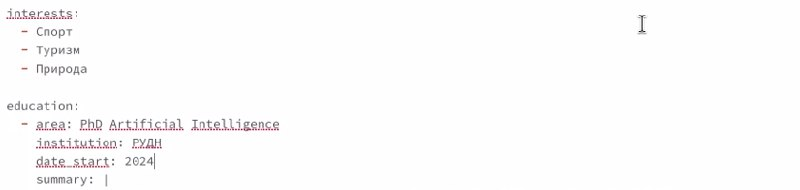 interests:
- Спорт
- Туризм
- Природа
education:
- area: PhD Artificial Intelligence
institution: РУДН
date_start: 2024
summary: |